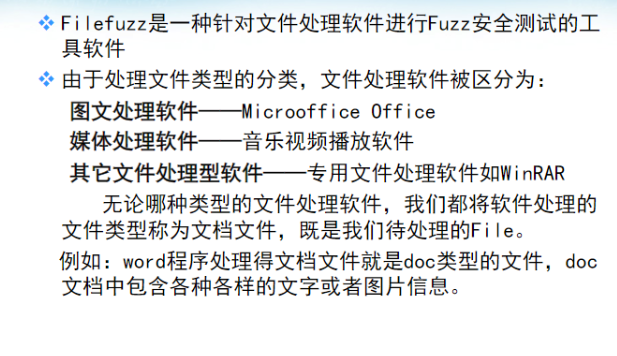 Filefuzz是一种针对文件处理软件进行Fuzz安全测试的工
具软件
由于处理文件类型的分类，文件处理软件被区分为：
图文处理软件——Microoffice Office
媒体处理软件——音乐视频播放软件
其它文件处理型软件——专用文件处理软件如WinRAR
无论哪种类型的文件处理软件，我们都将软件处理的
文件类型称为文档文件，既是我们待处理的File。
例如：word程序处理得文档文件就是doc类型的文件，doc
文档中包含各种各样的文字或者图片信息。